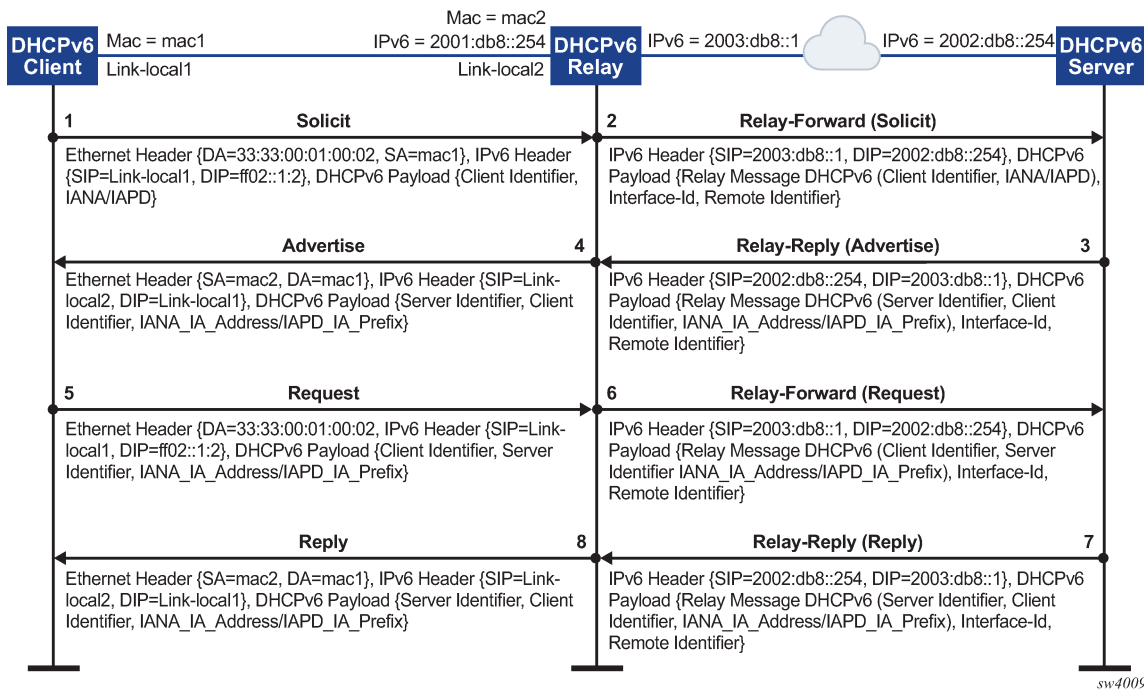 Mac = mac2
DHCPv6 Client
Mac = mac1
IPv6 = 2001:db8::254
DHCPv6 Relay
IPv6 = 2003:db8::1
IPv6 = 2002:db8::254
DHCPv6 Server
Link-local1
Link-local2
1
Solicit
2
Relay-Forward (Solicit)
Ethernet Header {DA=33:33:00:01:00:02, SA=mac1}, IPv6 Header
{SIP=Link-local1, DIP=ff02::1:2}, DHCPv6 Payload {Client Identifier,
IANA/IAPD}
IPv6 Header {SIP=2003:db8::1, DIP=2002:db8::254}, DHCPv6
Payload {Relay Message DHCPv6 (Client Identifier, IANA/IAPD),
Interface-Id, Remote Identifier}
Advertise
4
Relay-Reply (Advertise)
3
Ethernet Header {SA=mac2, DA=mac1}, IPv6 Header {SIP=Link-
local2, DIP=Link-local1}, DHCPv6 Payload {Server Identifier, Client
Identifier, IANA_IA_Address/IAPD_IA_Prefix}
IPv6 Header {SIP=2002:db8::254, DIP=2003:db8::1}, DHCPv6
Payload {Relay Message DHCPv6 (Server Identifier, Client
Identifier, IANA_IA_Address/IAPD_IA_Prefix), Interface-Id,
Remote Identifier}
5
Request
6
Relay-Forward (Request)
Ethernet Header {DA=33:33:00:01:00:02, IPv6 Header {SIP=Link-
local1, DIP=ff02::1:2}, DHCPv6 Payload {Client Identifier, Server
Identifier, IANA_IA_Address/IAPD_IA_Prefix}
IPv6 Header {SIP=2003:db8::1, DIP=2002:db8::254}, DHCPv6
Payload {Relay Message DHCPv6 (Client Identifier, Server
Identifier IANA_IA_Address/IAPD_IA_Prefix), Interface-Id,
Remote Identifier}
Reply
8
Relay-Reply (Reply)
7
Ethernet Header {SA=mac2, DA=mac1}, IPv6 Header {SIP=Link-
local2, DIP=Link-local1}, DHCPv6 Payload {Server Identifier, Client
Identifier, IANA_IA_Address/IAPD_IA_Prefix}
IPv6 Header {SIP=2002:db8::254, DIP=2003:db8::1}, DHCPv6
Payload {Relay Message DHCPv6 (Server Identifier, Client
Identifier, IANA_IA_Address/IAPD_IA_Prefix), Interface-Id,
Remote Identifier}
sw4009